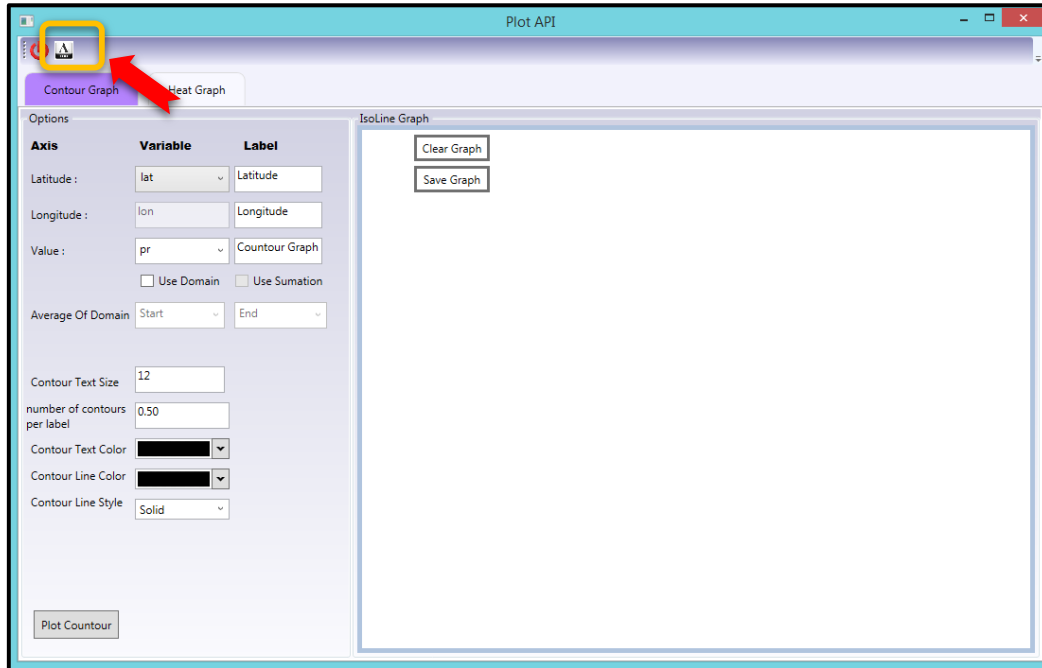 Plot API
A
Contour Graph Heat Graph
Options
IsoLine Graph
Axis Variable Label
Latitude : lat Latitude
Longitude : lon Longitude
Value : pr Countour Graph
Use Domain Use Sumation
Average Of Domain Start End
Contour Text Size 12
number of contours
per label 0.50
Contour Text Color
Contour Line Color
Contour Line Style Solid
Plot Countour
Clear Graph
Save Graph